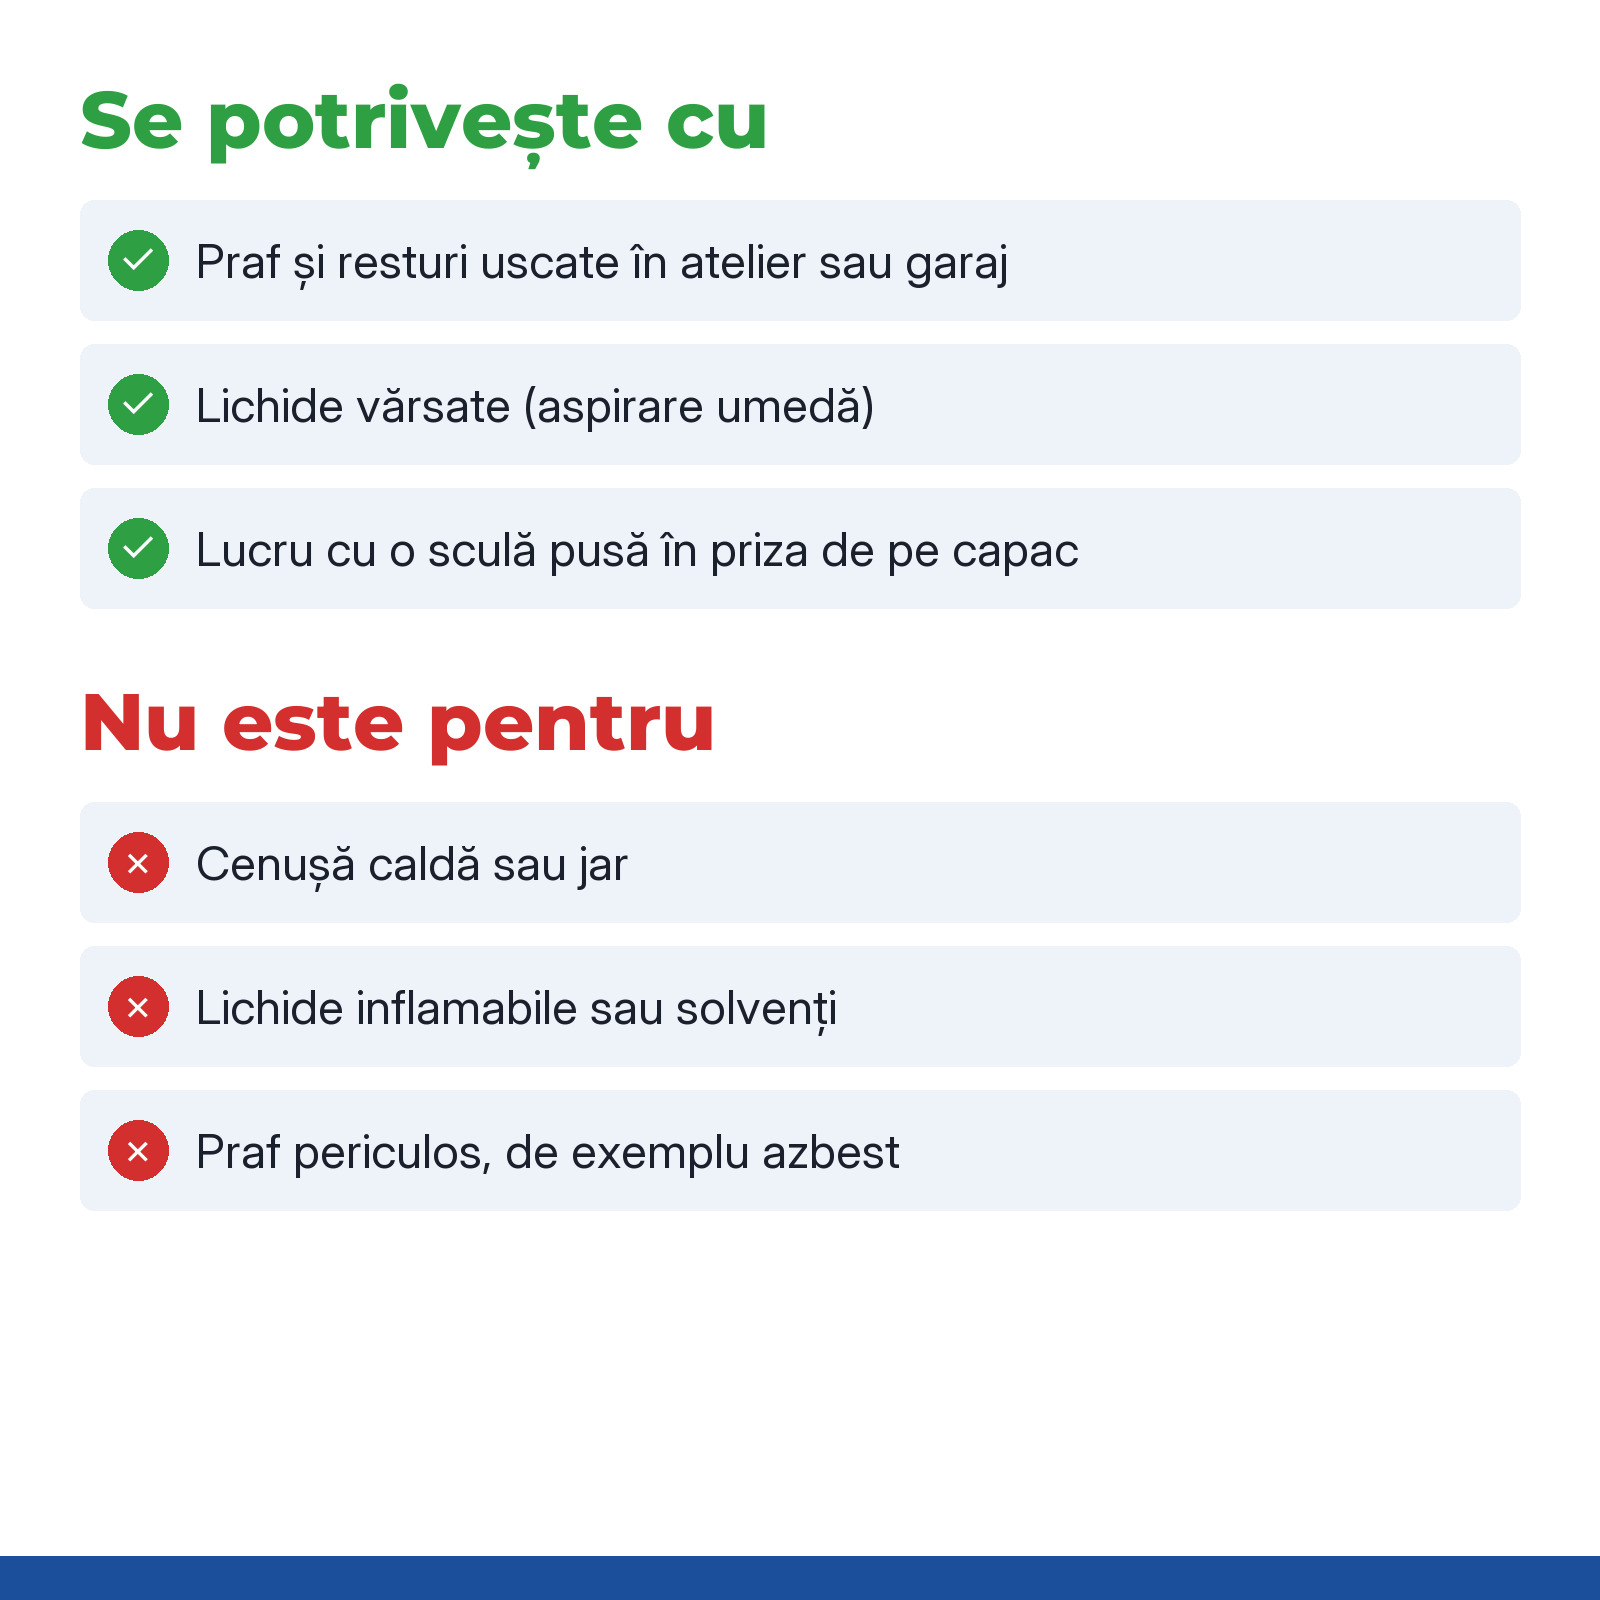 Se potrivește cu
Praf și resturi uscate în atelier sau garaj
Lichide vărsate (aspirare umedă)
Lucru cu o sculă pusă în priza de pe capac
Nu este pentru
Cenușă caldă sau jar
Lichide inflamabile sau solvenți
Praf periculos, de exemplu azbest